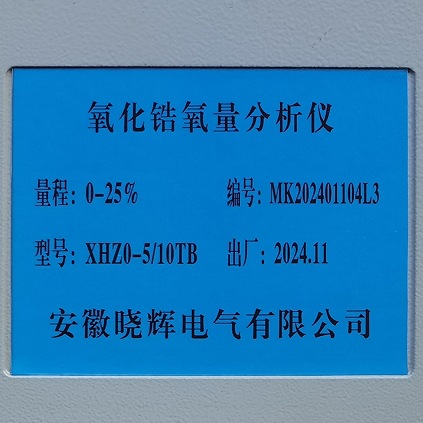 氧化锆氧量分析仪
量程: 0-25% 编号: MK202401104L3
型号: XHZ0-5/10TB 出厂: 2024.11
安徽晓辉电气有限公司